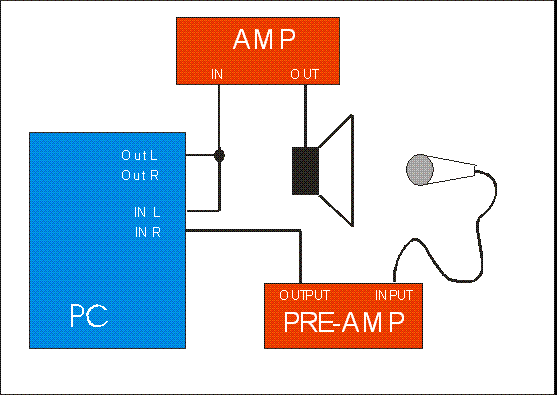 AMP
IN OUT
Out L
Out R
IN L
IN R
PC
OUTPUT INPUT
PRE-AMP